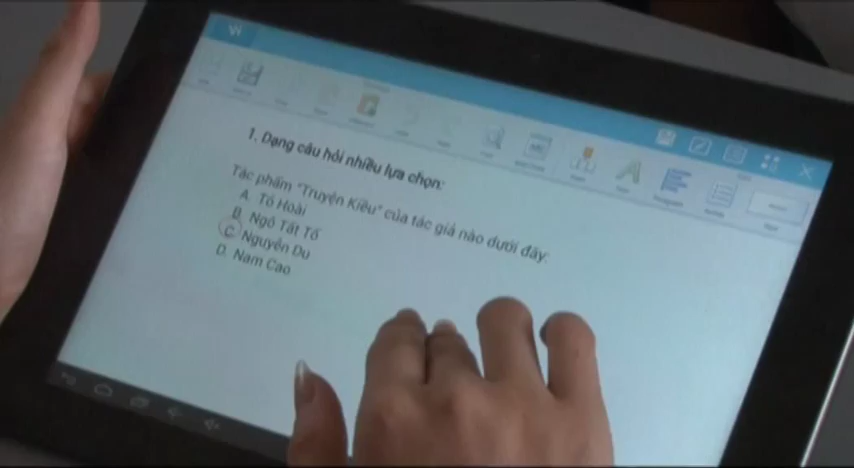 1. Dạng câu hỏi nhiều lựa chọn:
Tác phẩm "Truyện Kiều" của tác giả nào dưới đây:
A. Tô Hoài
B. Ngô Tất Tố
C. Nguyễn Du
D. Nam Cao